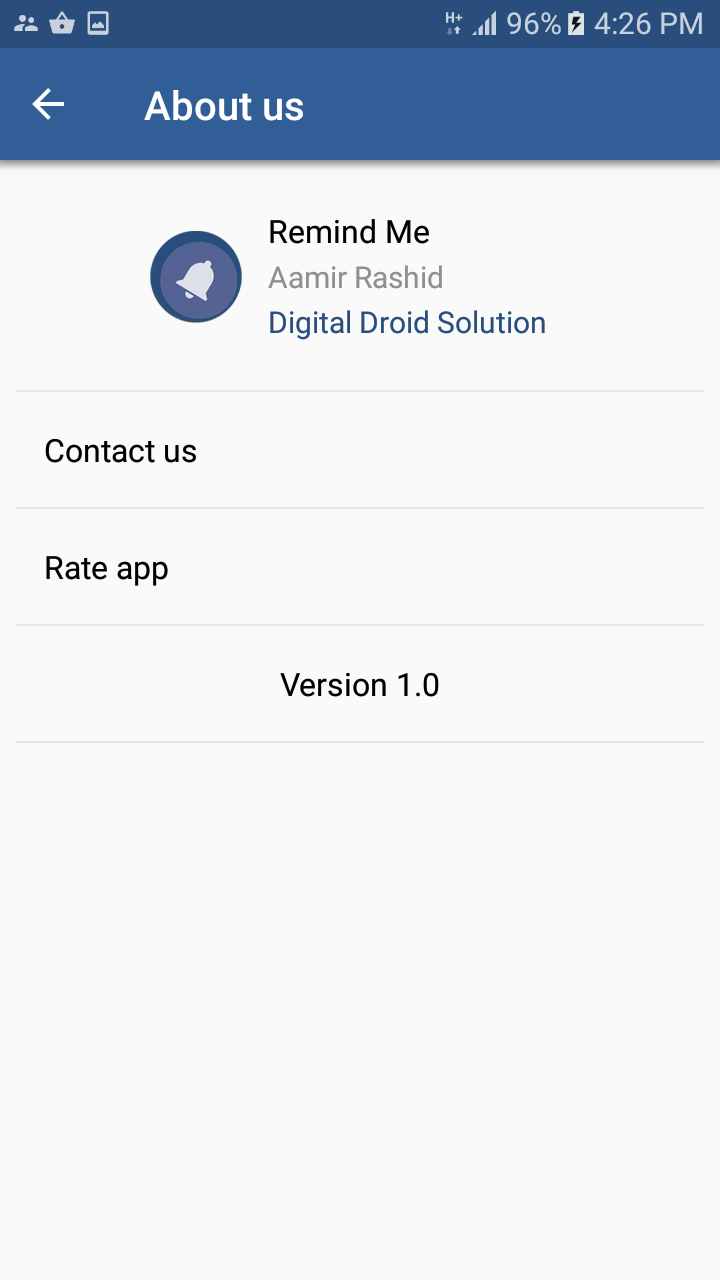 H+ 96% 4:26 PM
About us
Remind Me
Aamir Rashid
Digital Droid Solution
Contact us
Rate app
Version 1.0